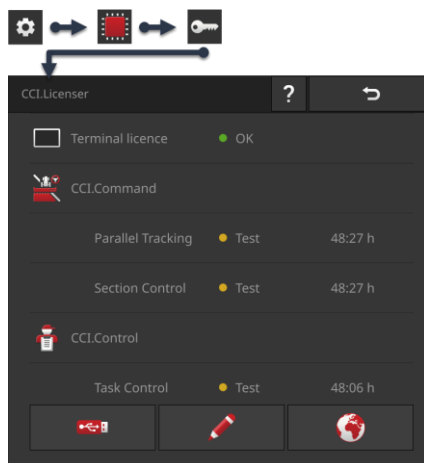 CCI.Licenser ?
Terminal licence OK
CCI.Command
Parallel Tracking Test 48:27 h
Section Control Test 48:27 h
CCI.Control
Task Control Test 48:06 h